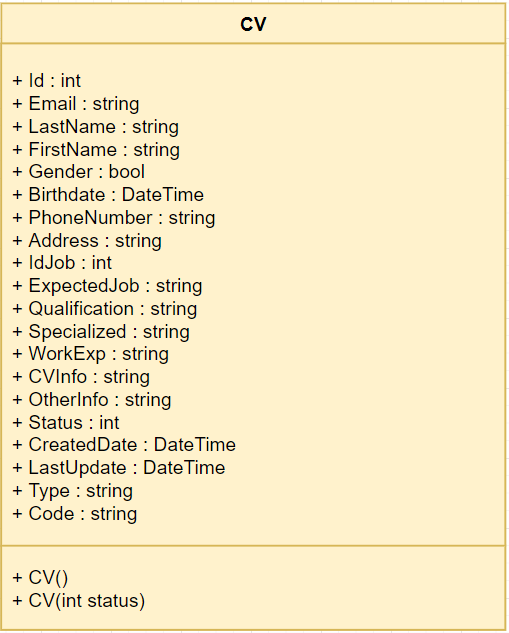 CV
+ Id : int
+ Email : string
+ LastName : string
+ FirstName : string
+ Gender : bool
+ Birthdate : DateTime
+ PhoneNumber : string
+ Address : string
+ IdJob : int
+ ExpectedJob : string
+ Qualification : string
+ Specialized : string
+ WorkExp : string
+ CVInfo : string
+ OtherInfo : string
+ Status : int
+ CreatedDate : DateTime
+ LastUpdate : DateTime
+ Type : string
+ Code : string
+ CV()
+ CV(int status)